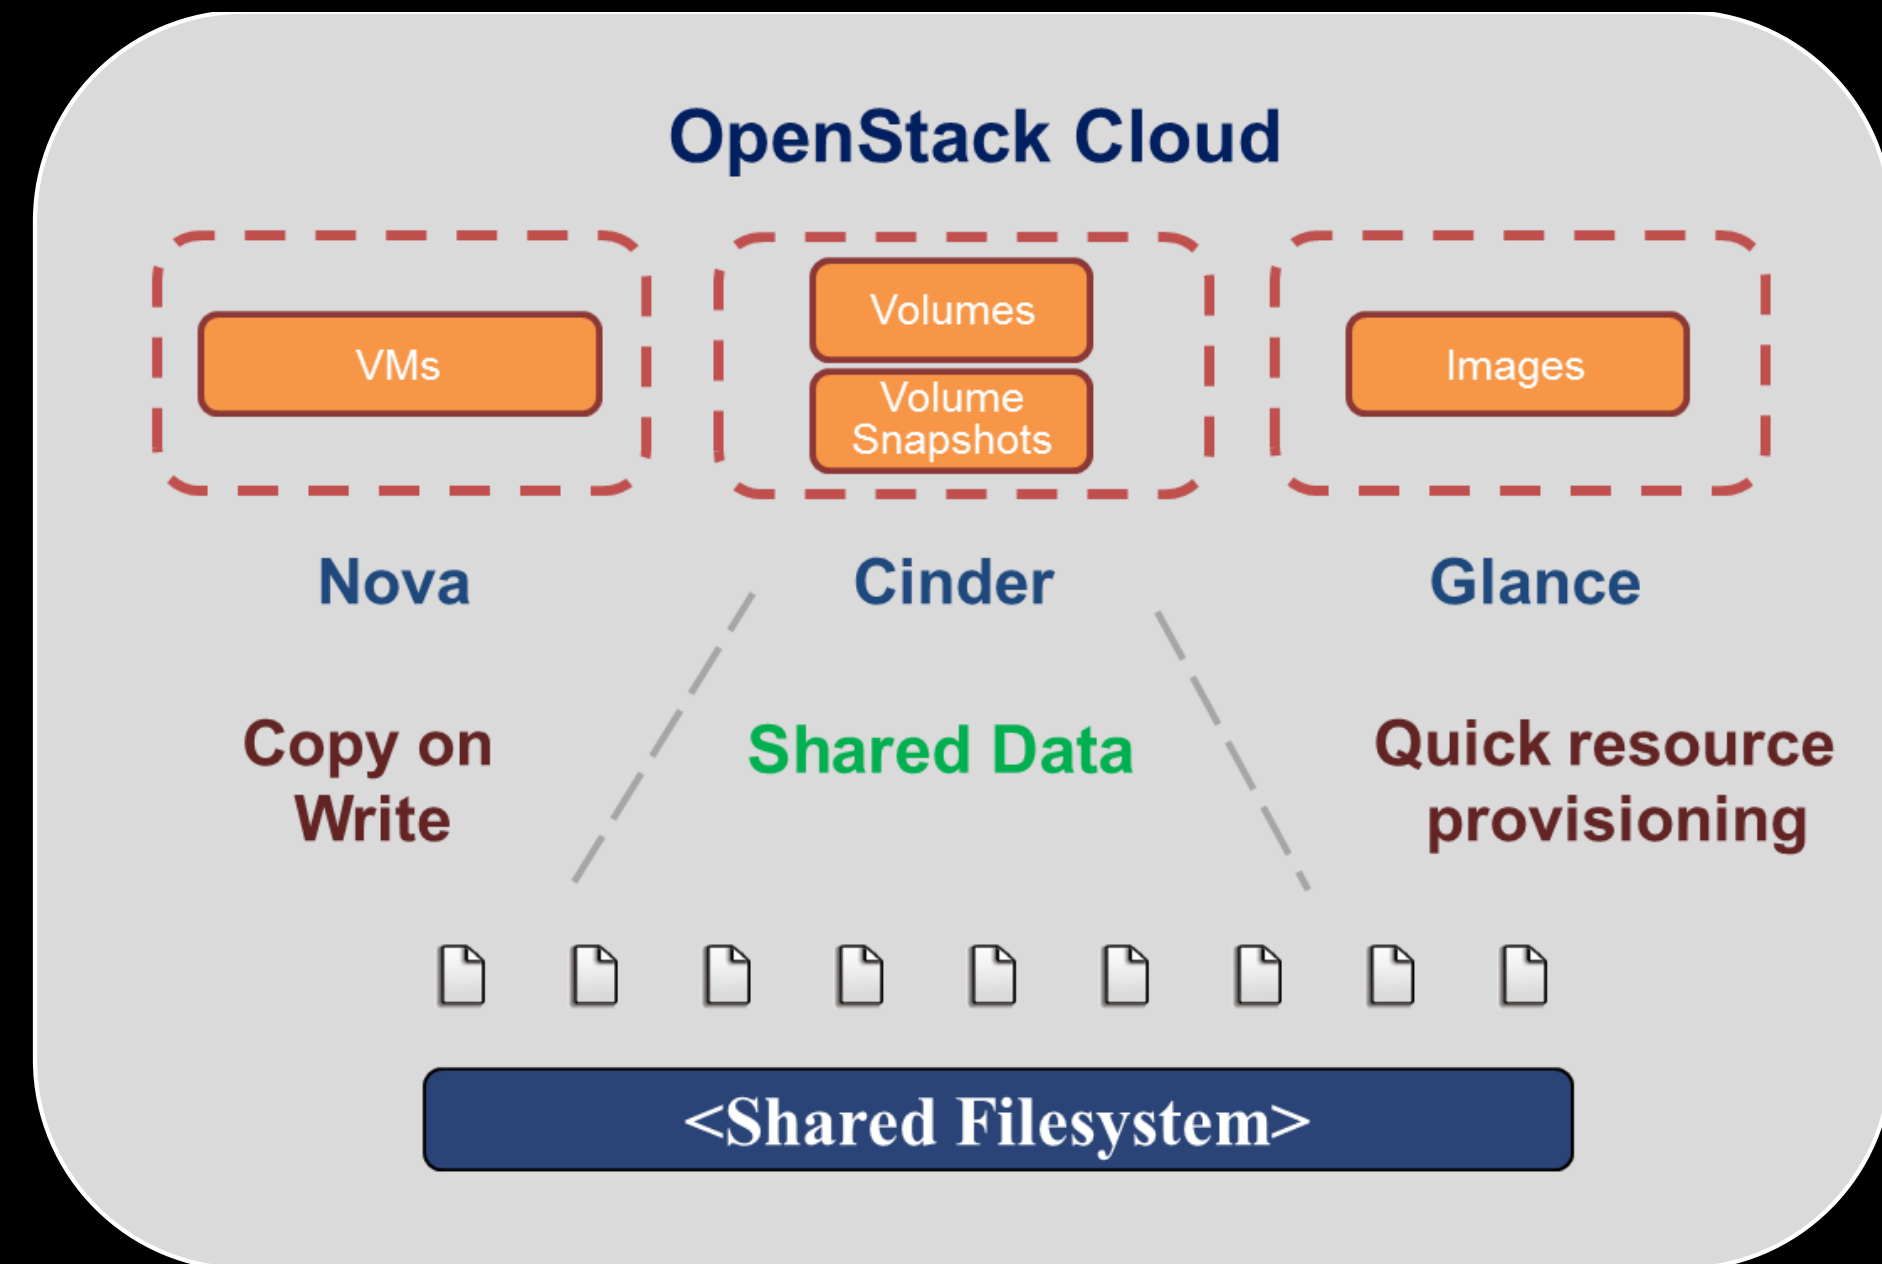 OpenStack Cloud
VMs
Volumes
Volume
Snapshots
Images
Nova
Cinder
Glance
Copy on
Write
Shared Data
Quick resource
provisioning
<Shared Filesystem>